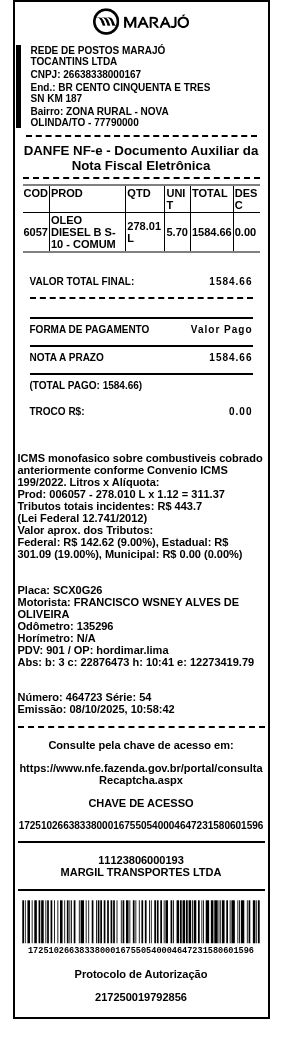 MARAJÓ
REDE DE POSTOS MARAJÓ
TOCANTINS LTDA
CNPJ: 26638338000167
End.: BR CENTO CINQUENTA E TRES
SN KM 187
Bairro: ZONA RURAL - NOVA
OLINDA/TO - 77790000
DANFE NF-e - Documento Auxiliar da
Nota Fiscal Eletrônica
COD PROD QTD UNI T TOTAL DES C
6057 OLEO DIESEL B S-10 - COMUM 278.01 L 5.70 1584.66 0.00
VALOR TOTAL FINAL: 1584.66
FORMA DE PAGAMENTO Valor Pago
NOTA A PRAZO 1584.66
(TOTAL PAGO: 1584.66)
TROCO R$: 0.00
ICMS monofasico sobre combustiveis cobrado
anteriormente conforme Convenio ICMS
199/2022. Litros x Alíquota:
Prod: 006057 - 278.010 L x 1.12 = 311.37
Tributos totais incidentes: R$ 443.7
(Lei Federal 12.741/2012)
Valor aprox. dos Tributos:
Federal: R$ 142.62 (9.00%), Estadual: R$
301.09 (19.00%), Municipal: R$ 0.00 (0.00%)
Placa: SCX0G26
Motorista: FRANCISCO WSNEY ALVES DE
OLIVEIRA
Odômetro: 135296
Horímetro: N/A
PDV: 901 / OP: hordimar.lima
Abs: b: 3 c: 22876473 h: 10:41 e: 12273419.79
Número: 464723 Série: 54
Emissão: 08/10/2025, 10:58:42
Consulte pela chave de acesso em:
https://www.nfe.fazenda.gov.br/portal/consulta
Recaptcha.aspx
CHAVE DE ACESSO
17251026638338000167550540004647231580601596
11123806000193
MARGIL TRANSPORTES LTDA
17251026638338000167550540004647231580601596
Protocolo de Autorização
217250019792856